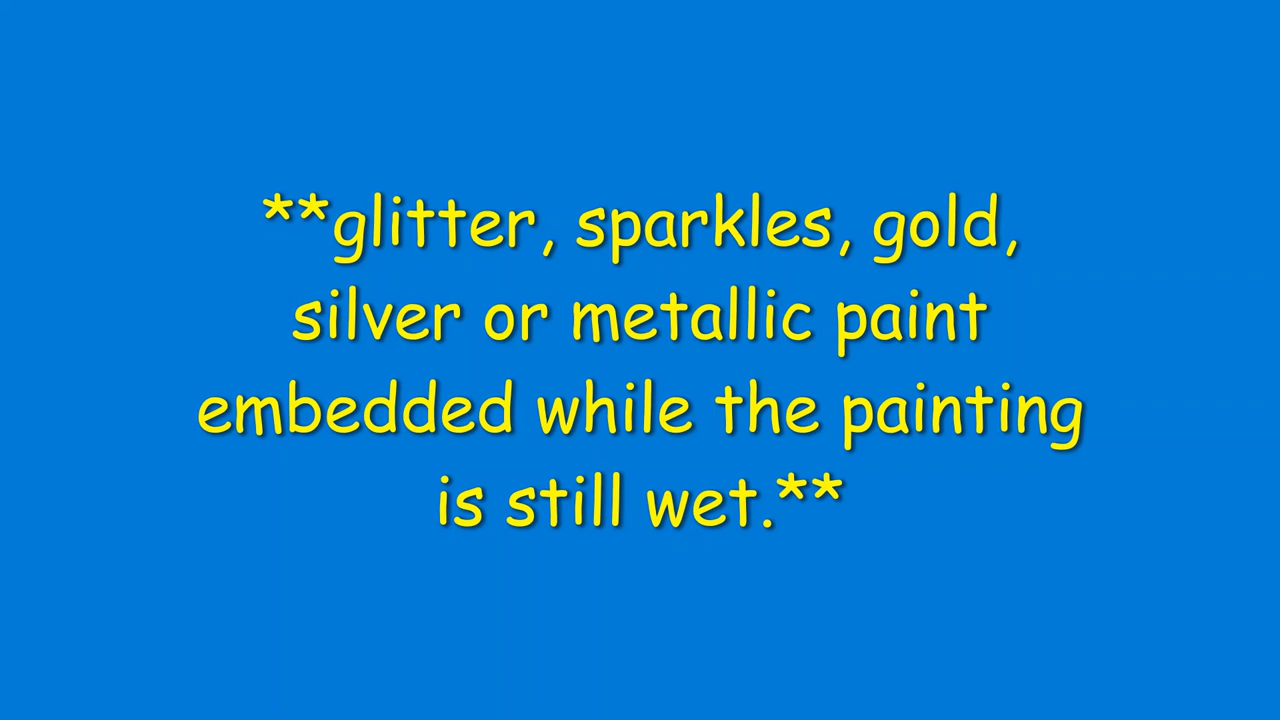 **glitter, sparkles, gold,
silver or metallic paint
embedded while the painting
is still wet.**